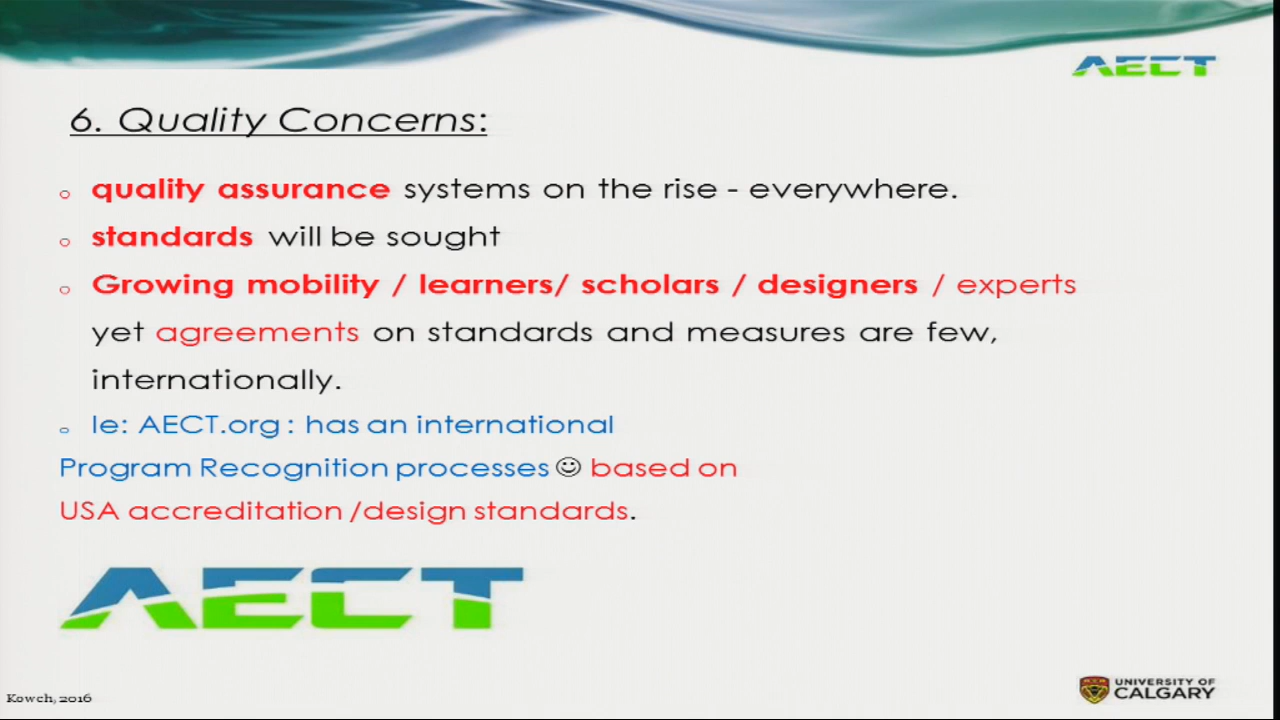 AECT
6. Quality Concerns:
quality assurance systems on the rise - everywhere.
standards will be sought
Growing mobility / learners/ scholars / designers / experts
yet agreements on standards and measures are few,
internationally.
Ie: AECT.org : has an international
Program Recognition processes ☺ based on
USA accreditation /design standards.
AECT
Kowch, 2016
UNIVERSITY OF
CALGARY